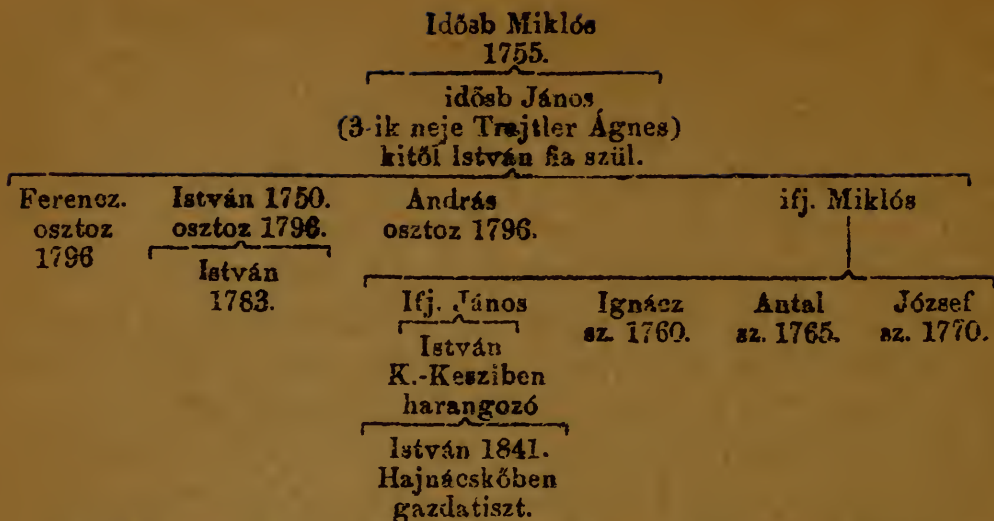 Idősb Miklós
1755.
idősb János
(3-ik neje Trajtler Ágnes)
kitől István fia szül.
Ferencz. István 1750. András ifj. Miklós
osztoz osztoz 1796. osztoz 1796.
1796
István
1783.
Ifj. János Ignácz Antal József
sz. 1760. sz. 1765. sz. 1770.
István
K.-Kesziben
harangozó
István 1841.
Hajnácskőben
gazdatiszt.